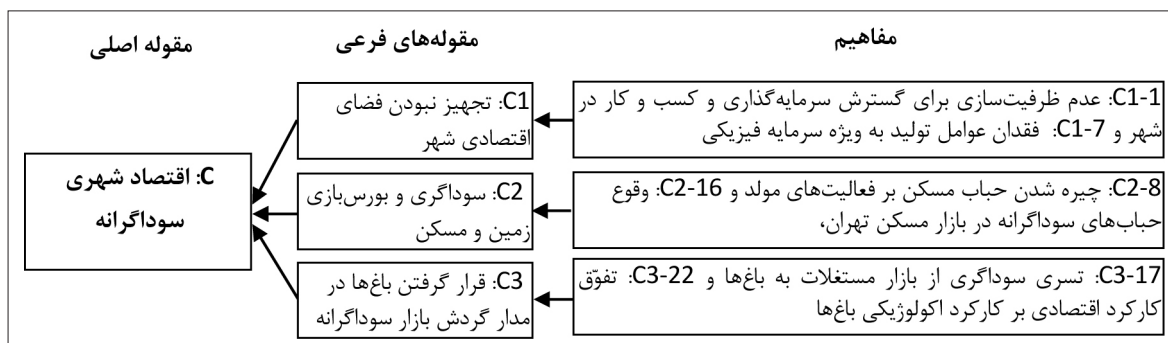 مفاهیم
مقوله‌های فرعی
مقوله اصلی
C1-1: عدم ظرفیت‌سازی برای گسترش سرمایه‌گذاری و کسب و کار در
شهر و C1-7: فقدان عوامل تولید به ویژه سرمایه فیزیکی
C1: تجهیز نبودن فضای
اقتصادی شهر
C2-8: چیره شدن حباب مسکن بر فعالیت‌های مولد و C2-16: وقوع
حباب‌های سوداگرانه در بازار مسکن تهران،
C2: سوداگری و بورس‌بازی
زمین و مسکن
C3-17: تسری سوداگری از بازار مستغلات به باغ‌ها و C3-22: تفوّق
کارکرد اقتصادی بر کارکرد اکولوژیکی باغ‌ها
C3: قرار گرفتن باغ‌ها در
مدار گردش بازار سوداگرانه
C: اقتصاد شهری
سوداگرانه